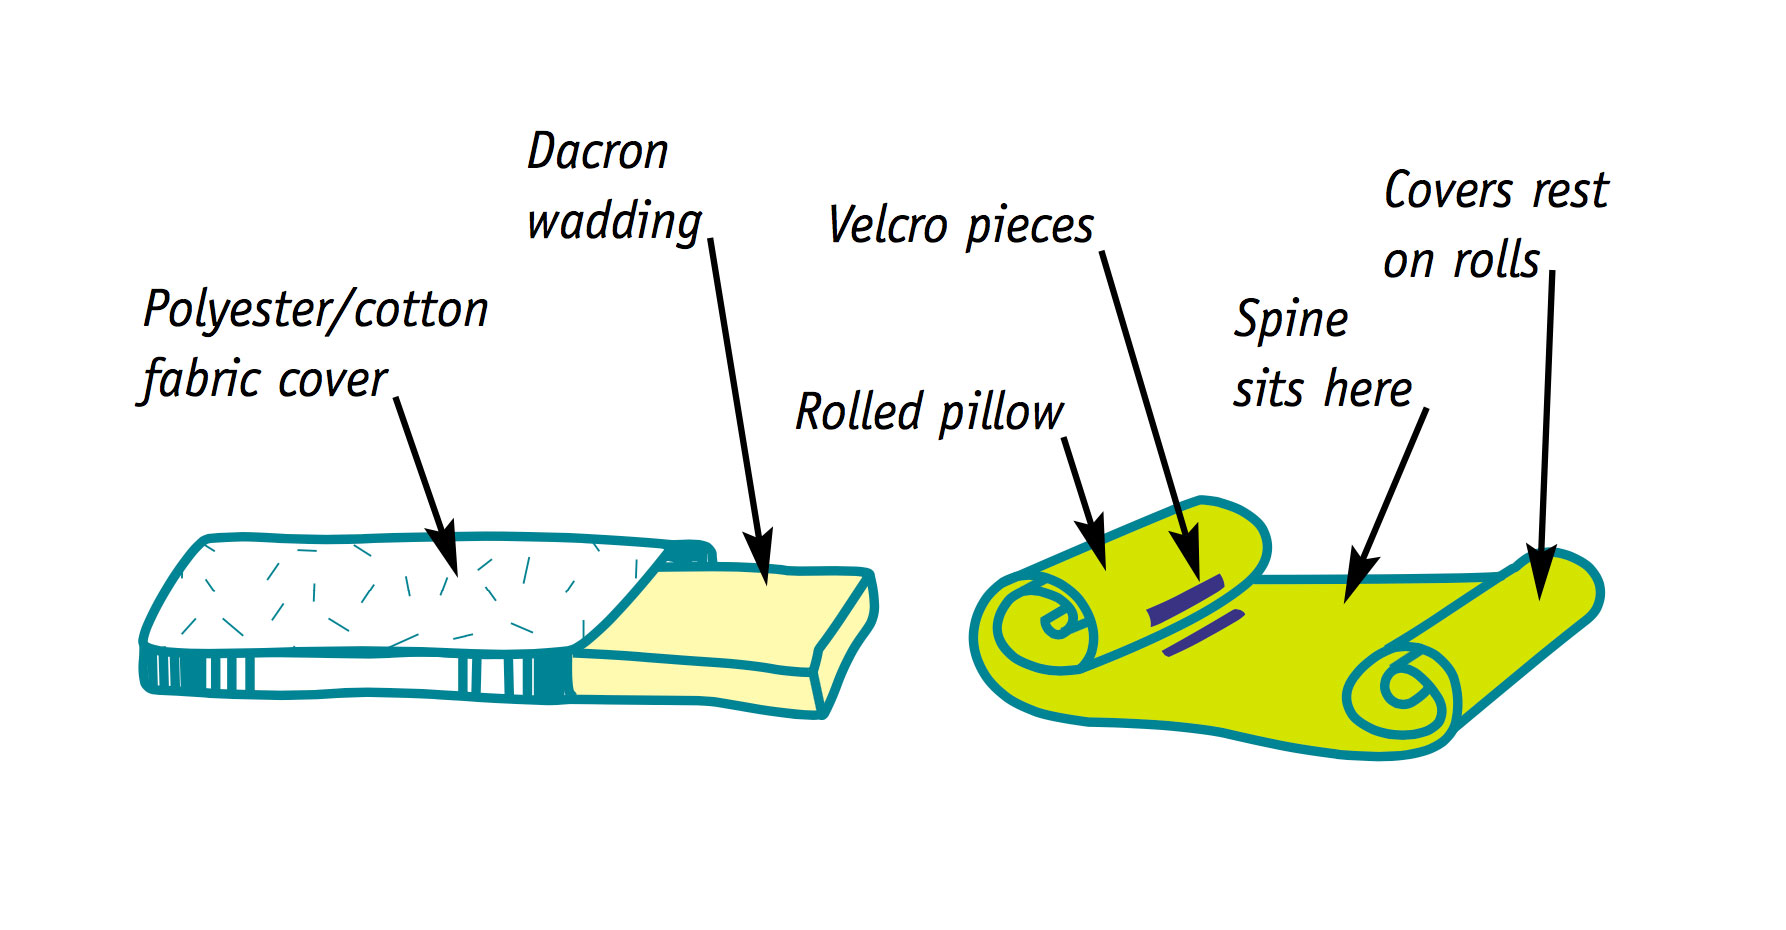 Dacron
wadding
Polyester/cotton
fabric cover
Velcro pieces
Rolled pillow
Covers rest
on rolls
Spine
sits here